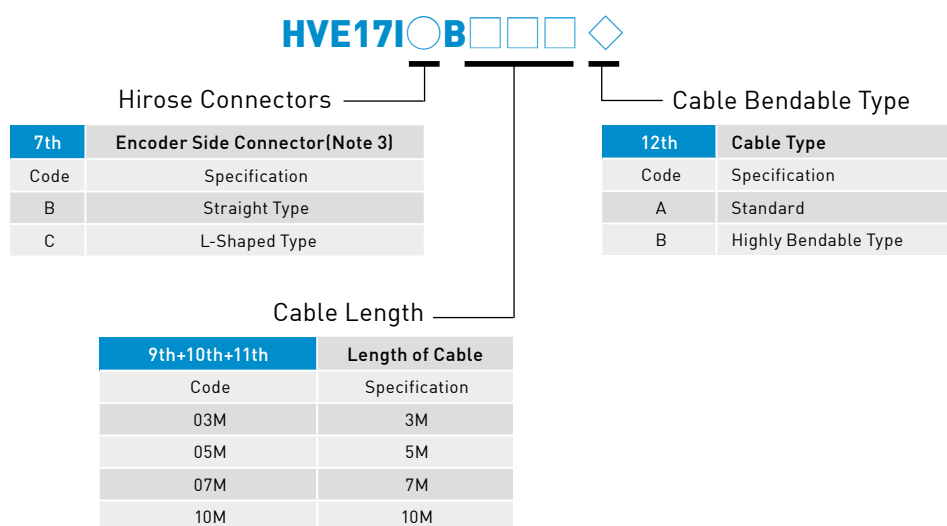 HVE17I○B□□□◇
Hirose Connectors
Cable Bendable Type
7th Encoder Side Connector(Note 3)
Code Specification
B Straight Type
C L-Shaped Type
12th Cable Type
Code Specification
A Standard
B Highly Bendable Type
Cable Length
9th+10th+11th Length of Cable
Code Specification
03M 3M
05M 5M
07M 7M
10M 10M